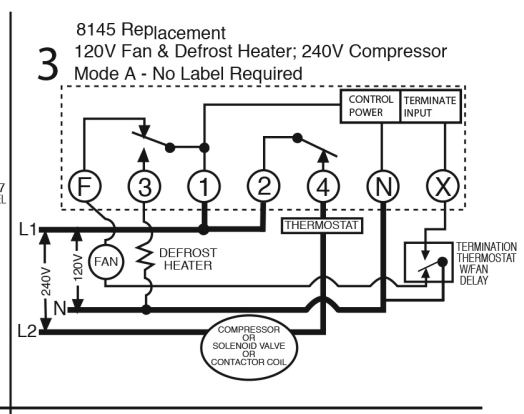 8145 Replacement
3
120V Fan & Defrost Heater; 240V Compressor
Mode A - No Label Required
CONTROL POWER
TERMINATE INPUT
F
3
1
2
4
N
X
7
EL
L1
THERMOSTAT
240V
120V
FAN
DEFROST
HEATER
TERMINATION
THERMOSTAT
W/FAN
DELAY
N
L2
COMPRESSOR
OR
SOLENOID VALVE
OR
CONTACTOR COIL